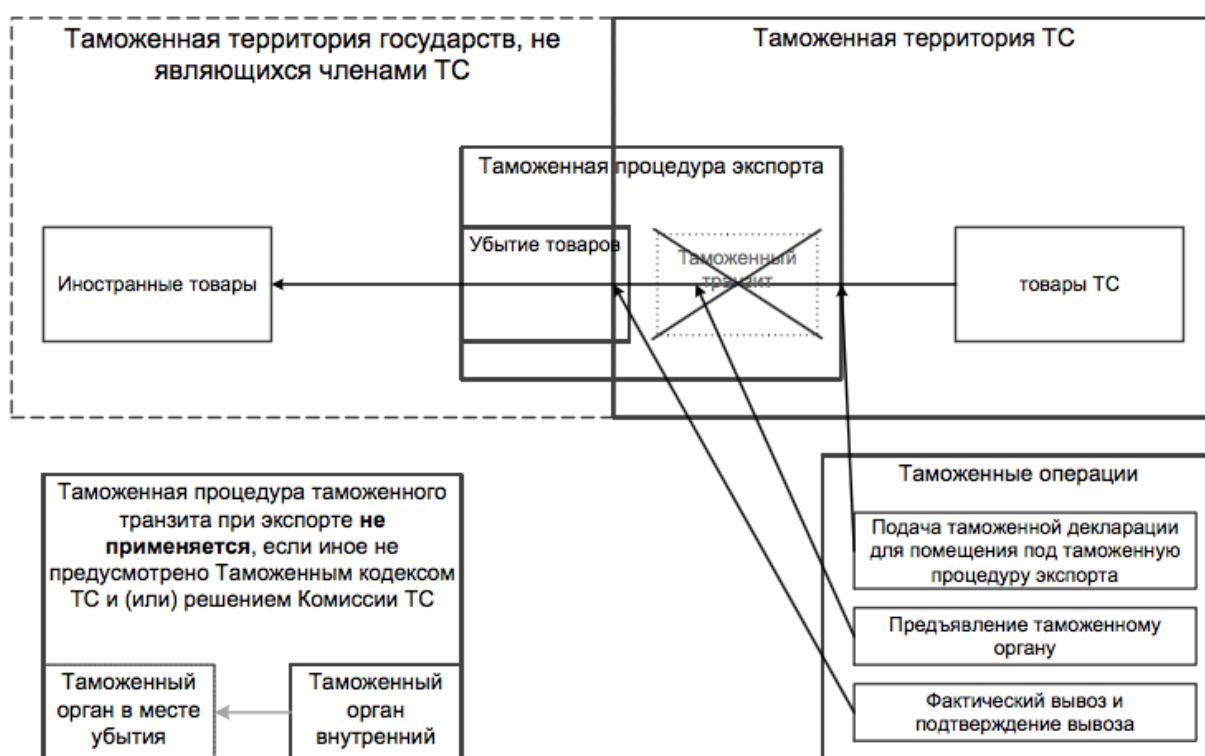 Таможенная территория государств, не
являющихся членами ТС
Таможенная территория ТС
Таможенная процедура экспорта
Убытие товаров
Таможенный
транзит
Иностранные товары
товары ТС
Таможенная процедура таможенного
транзита при экспорте не
применяется, если иное не
предусмотрено Таможенным кодексом
ТС и (или) решением Комиссии ТС
Таможенный
орган в месте
убытия
Таможенный
орган
внутренний
Таможенные операции
Подача таможенной декларации
для помещения под таможенную
процедуру экспорта
Предъявление таможенному
органу
Фактический вывоз и
подтверждение вывоза